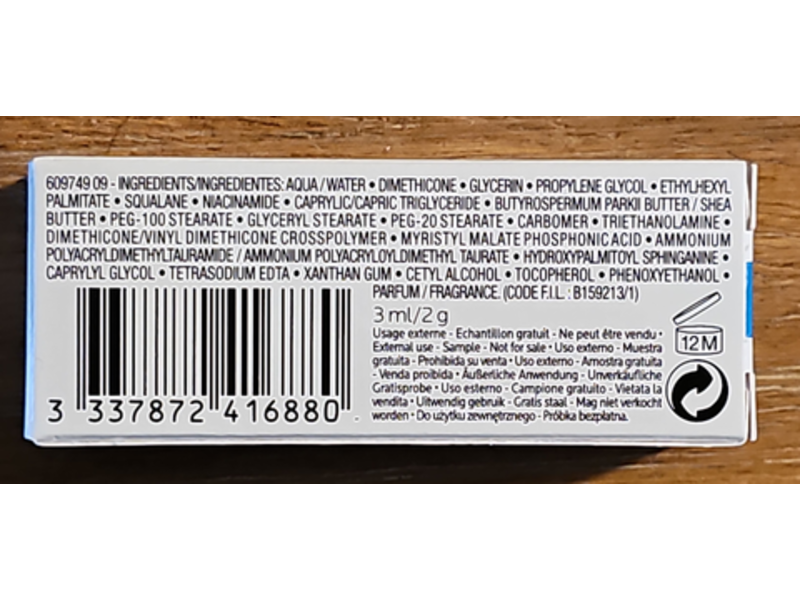 609749 09 - INGREDIENTS/INGREDIENTES: AQUA / WATER • DIMETHICONE • GLYCERIN • PROPYLENE GLYCOL • ETHYLHEXYL
PALMITATE • SQUALANE • NIACINAMIDE • CAPRYLIC/CAPRIC TRIGLYCERIDE • BUTYROSPERMUM PARKII BUTTER / SHEA
BUTTER • PEG-100 STEARATE • GLYCERYL STEARATE • PEG-20 STEARATE • CARBOMER • TRIETHANOLAMINE •
DIMETHICONE/VINYL DIMETHICONE CROSSPOLYMER • MYRISTYL MALATE PHOSPHONIC ACID • AMMONIUM
POLYACRYLDIMETHYLTAURAMIDE / AMMONIUM POLYACRYLOYLDIMETHYL TAURATE • HYDROXYPALMITOYL SPHINGANINE •
CAPRYLYL GLYCOL • TETRASODIUM EDTA • XANTHAN GUM • CETYL ALCOHOL • TOCOPHEROL • PHENOXYETHANOL •
PARFUM / FRAGRANCE. (CODE F.I.L. : B159213/1)
3 ml/2 g
Usage externe - Echantillon gratuit - Ne peut être vendu •
External use - Sample - Not for sale • Uso externo - Muestra
gratuita - Prohibida su venta • Uso externo - Amostra gratuita
- Venda proibida • Äußerliche Anwendung - Unverkäufliche
Gratisprobe • Uso esterno - Campione gratuito - Vietata la
vendita • Uitwendig gebruik - Gratis staal - Mag niet verkocht
worden • Do użytku zewnętrznego - Próbka bezpłatna.
12 M
3 337872 416880